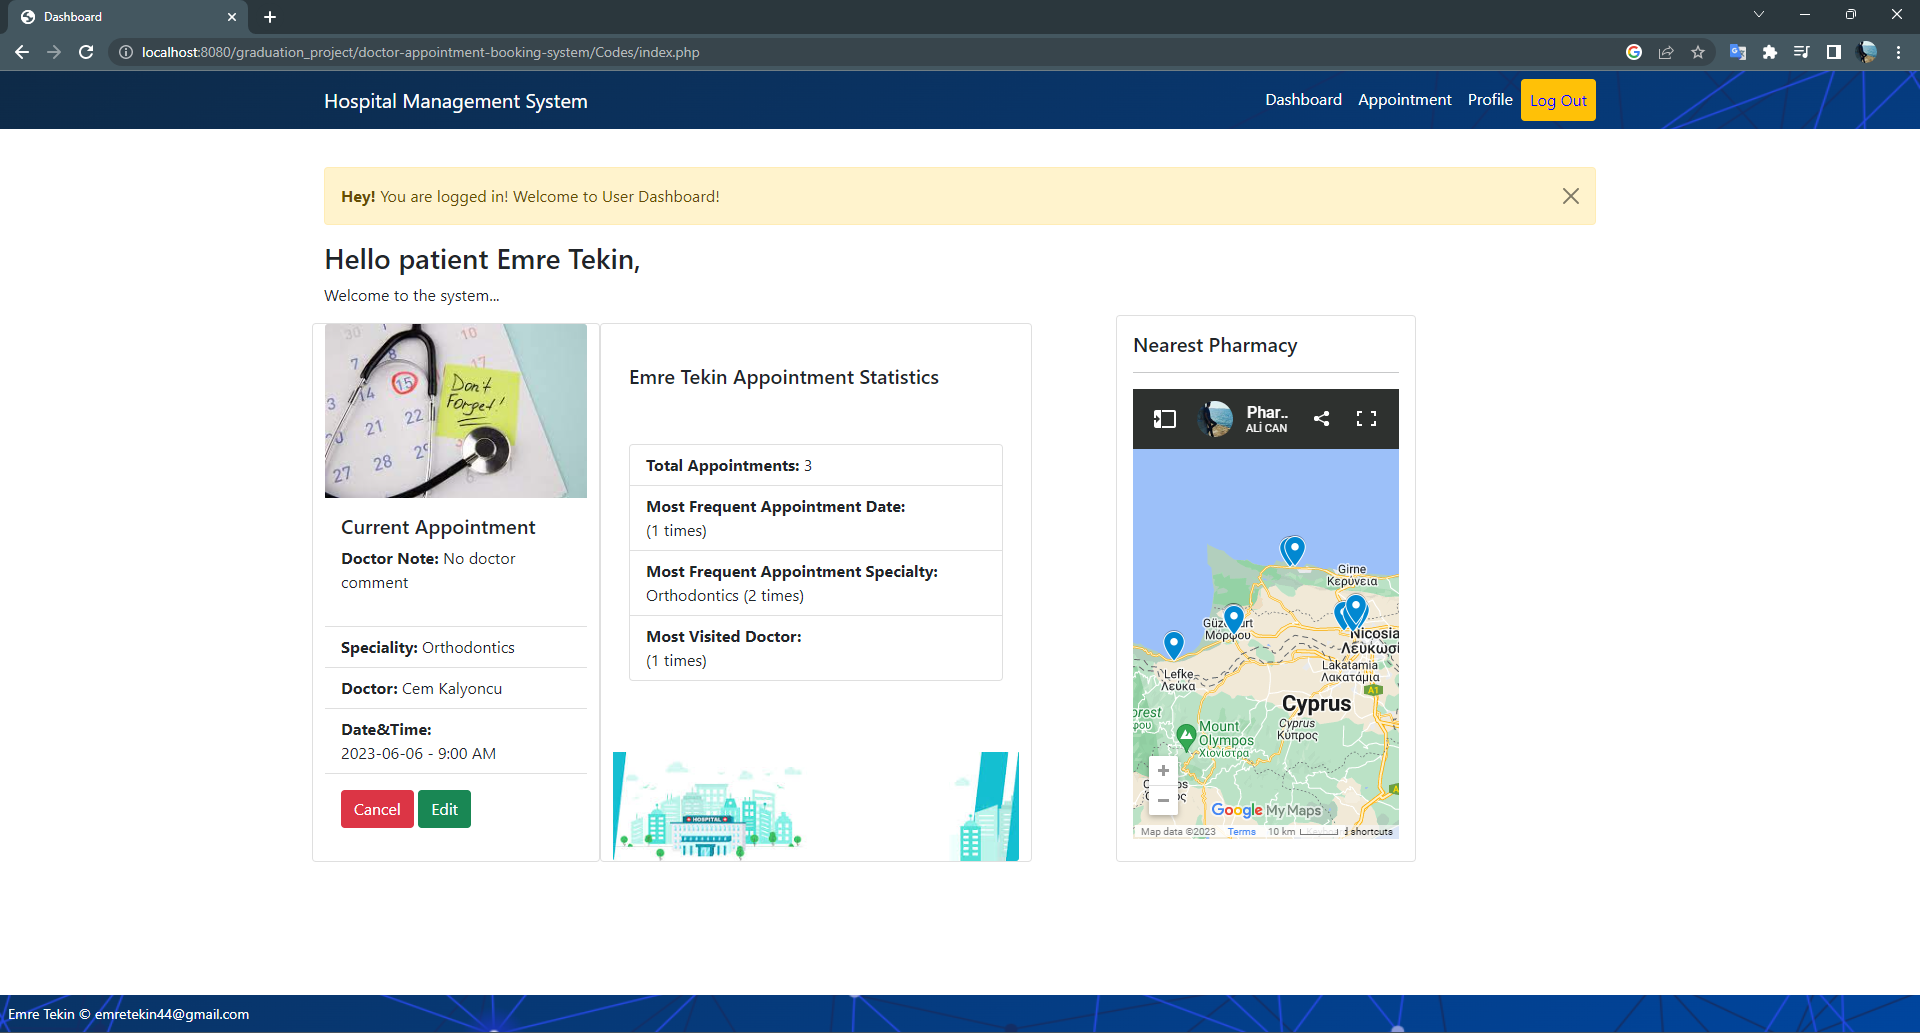 Dashboard
localhost:8080/graduation_project/doctor-appointment-booking-system/Codes/index.php
Hospital Management System
Dashboard
Appointment
Profile
Log Out
Hey! You are logged in! Welcome to User Dashboard!
Hello patient Emre Tekin,
Welcome to the system...
Don't
Forget!
Current Appointment
Doctor Note: No doctor
comment
Speciality: Orthodontics
Doctor: Cem Kalyoncu
Date&Time:
2023-06-06 - 9:00 AM
Cancel
Edit
Emre Tekin Appointment Statistics
Total Appointments: 3
Most Frequent Appointment Date:
(1 times)
Most Frequent Appointment Specialty:
Orthodontics (2 times)
Most Visited Doctor:
(1 times)
HOSPITAL
Nearest Pharmacy
Phar..
ALİ CAN
Girne
Κερύνεια
Μόρφου
Nicosia
Λευκωσί
Lakatamia
Λακατάμια
Lefke
Λεύκα
A1
Cyprus
Cyprus
Κύπρος
Mount
Olympos
Χιονίστρα
Google My Maps
Map data ©2023
Terms
10 km
shortcuts
Emre Tekin © emretekin44@gmail.com